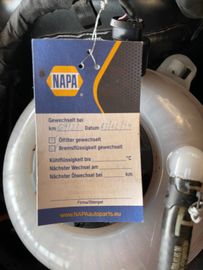 NAPA
Gewechselt bei
km Datum
Ölfilter gewechselt
Bremsflüssigkeit gewechselt
Kühlflüssigkeit bis °C
Nächster Wechsel am
Nächster Ölwechsel bei km
Firma/Stempel
www.NAPAautoparts.eu